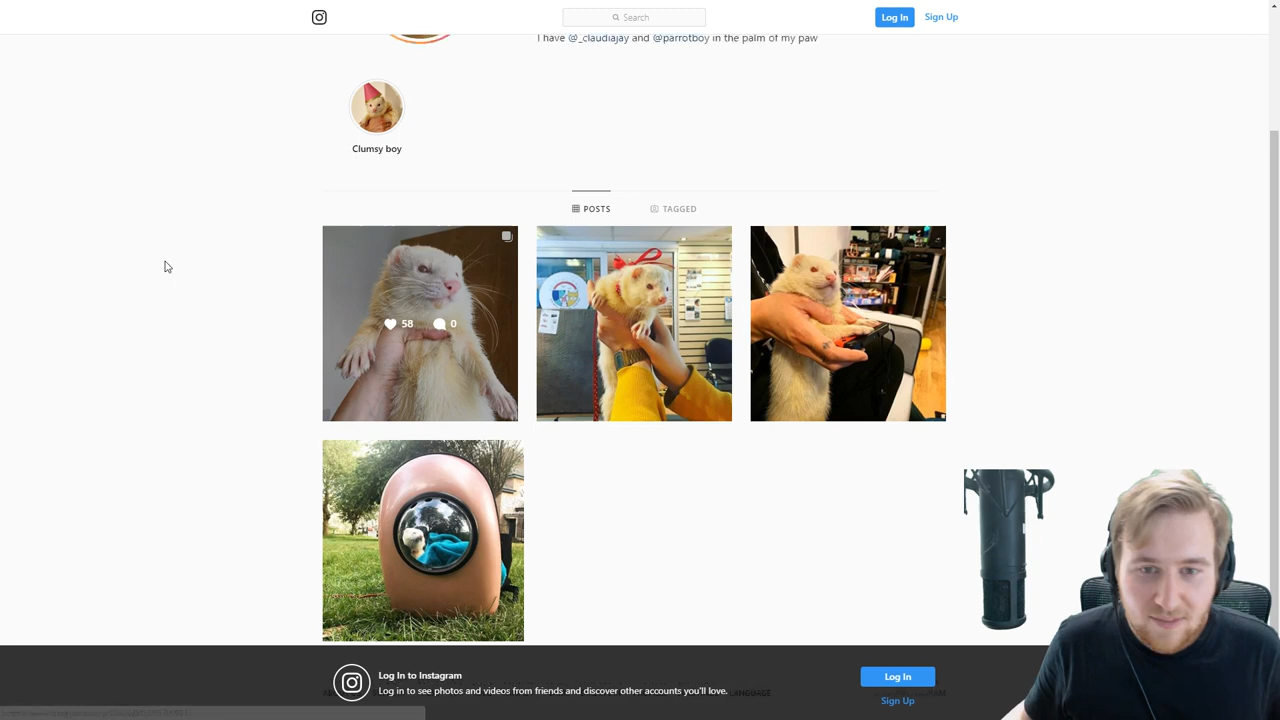 Search
Log In
Sign Up
I have @_claudiajay and @parrotboy in the palm of my paw
Clumsy boy
POSTS
TAGGED
58
0
Log In to Instagram
Log in to see photos and videos from friends and discover other accounts you'll love.
LANGUAGE
Log In
Sign Up